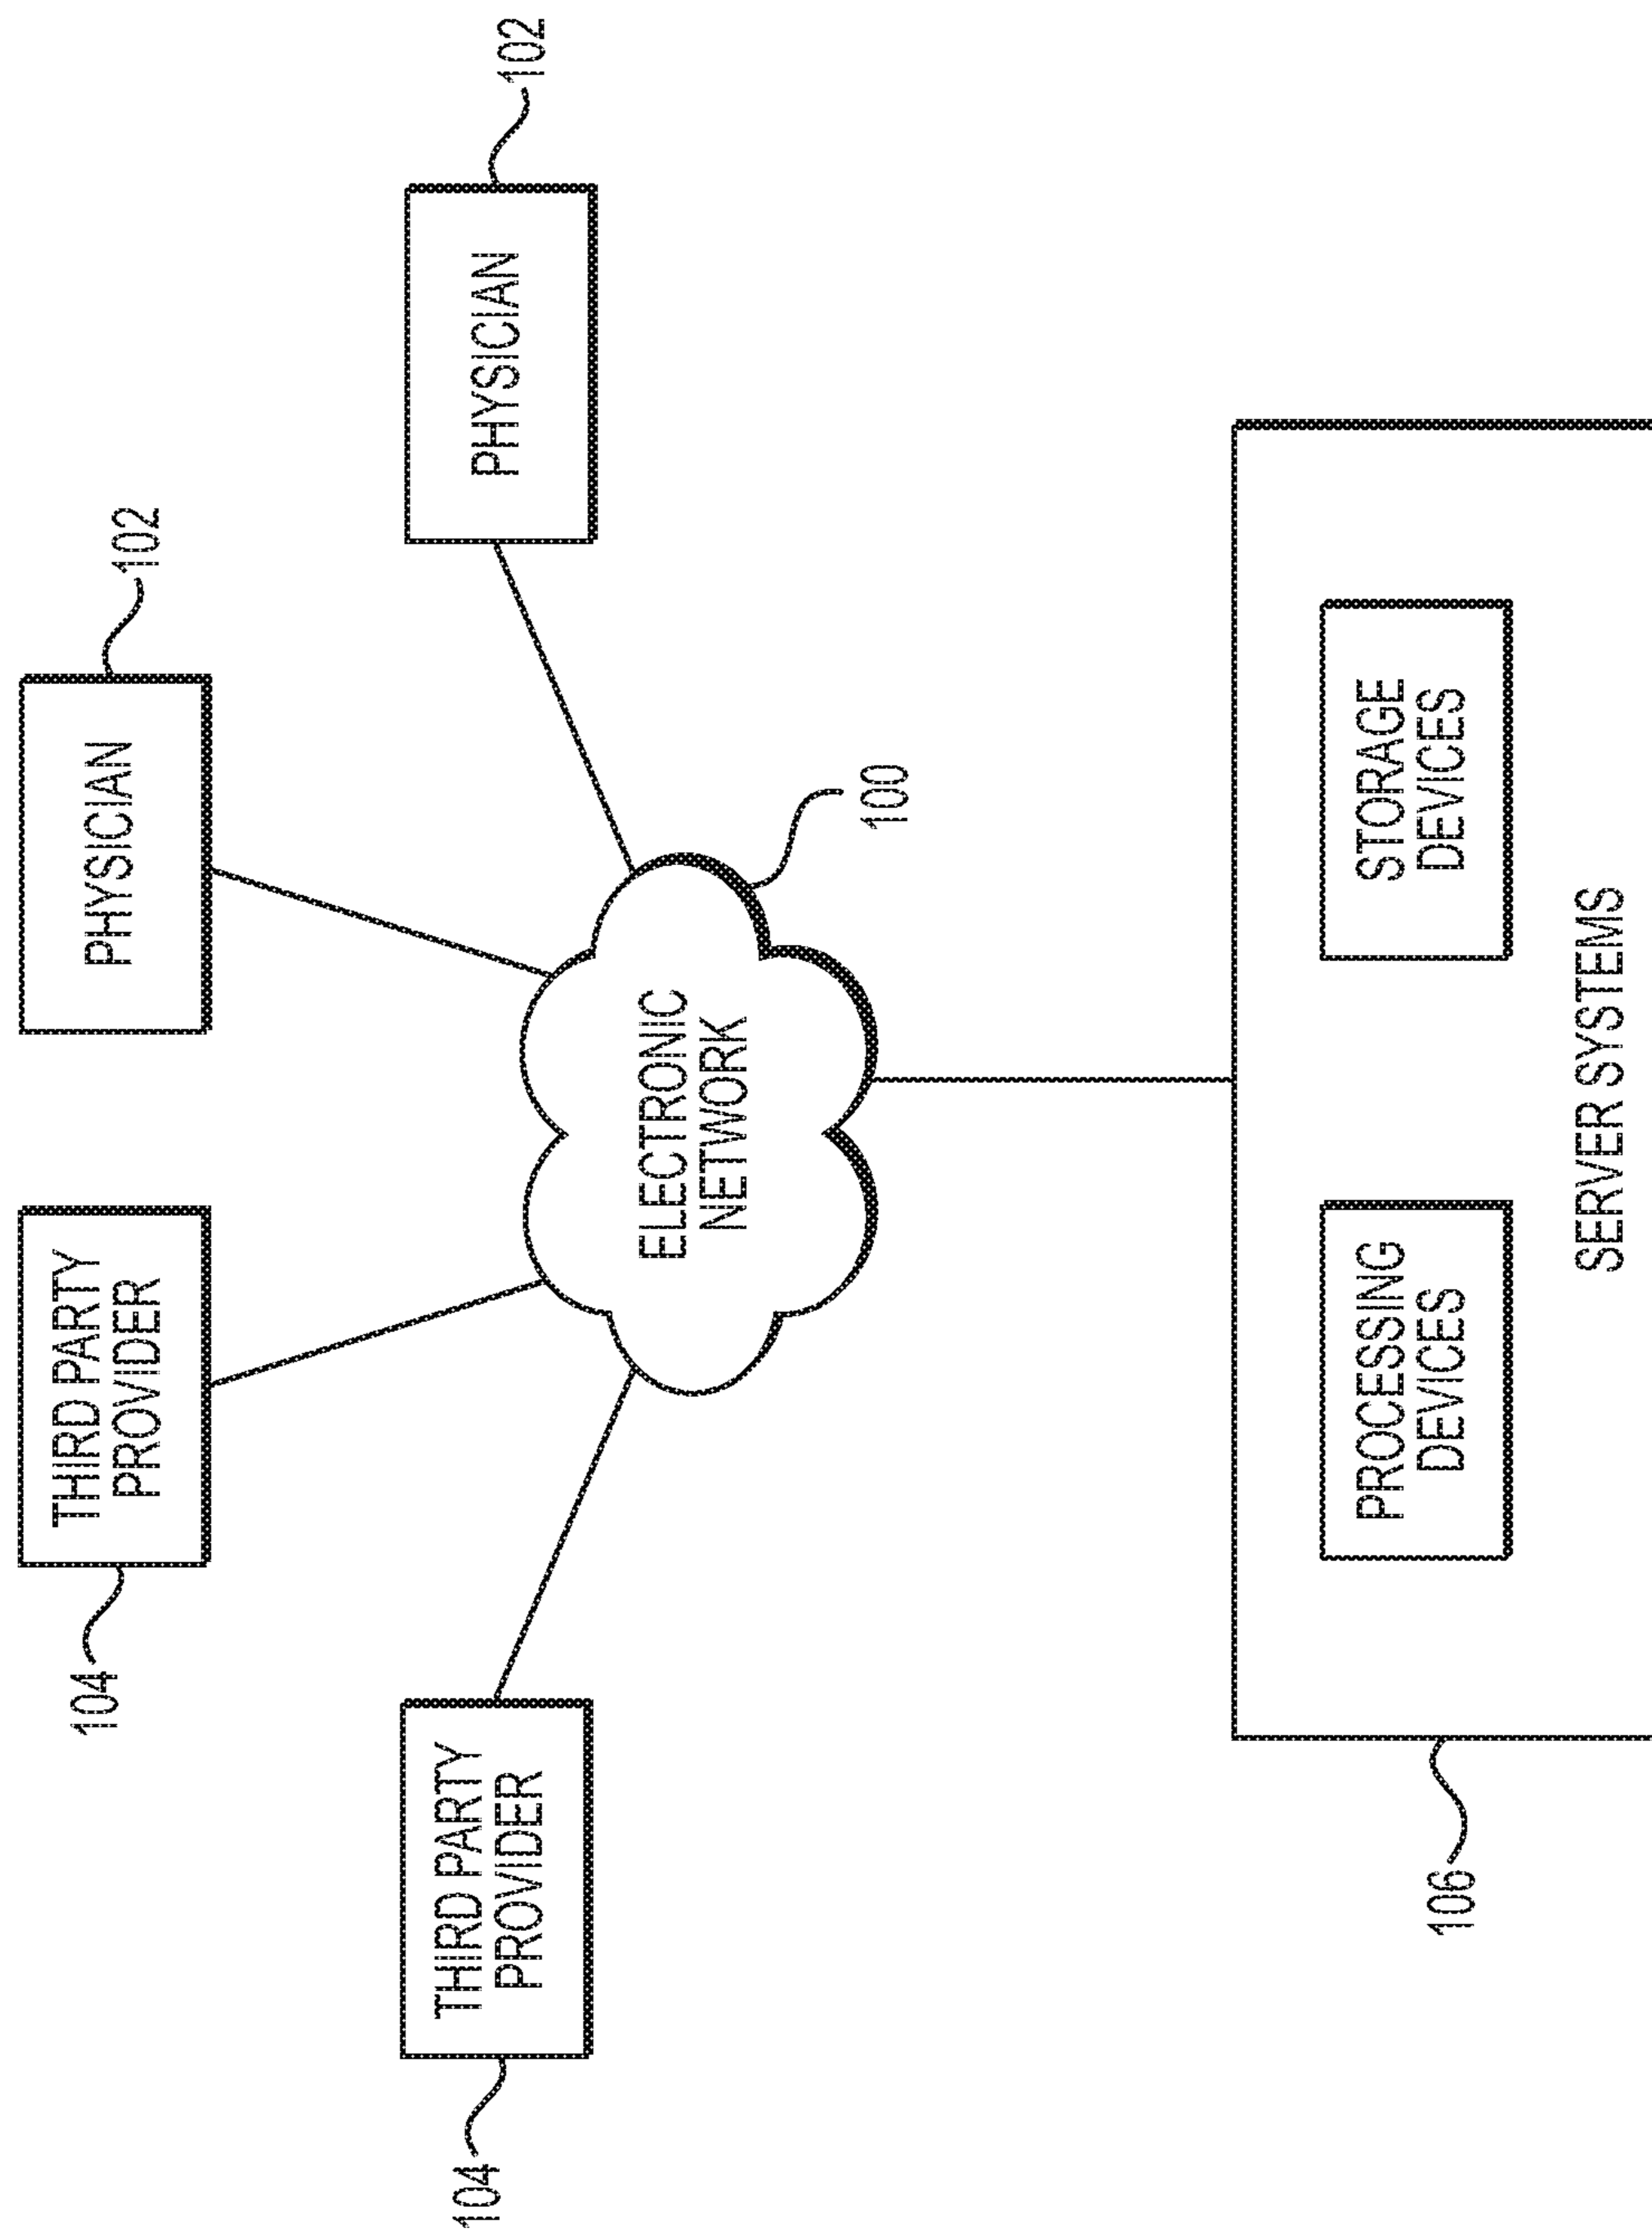 102
PHYSICIAN
102
PHYSICIAN
THIRD PARTY
PROVIDER
104
THIRD PARTY
PROVIDER
104
ELECTRONIC
NETWORK
100
PROCESSING
DEVICES
STORAGE
DEVICES
SERVER SYSTEMS
106